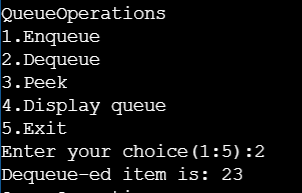 QueueOperations
1.Enqueue
2.Dequeue
3.Peek
4.Display queue
5.Exit
Enter your choice(1:5):2
Dequeue-ed item is: 23